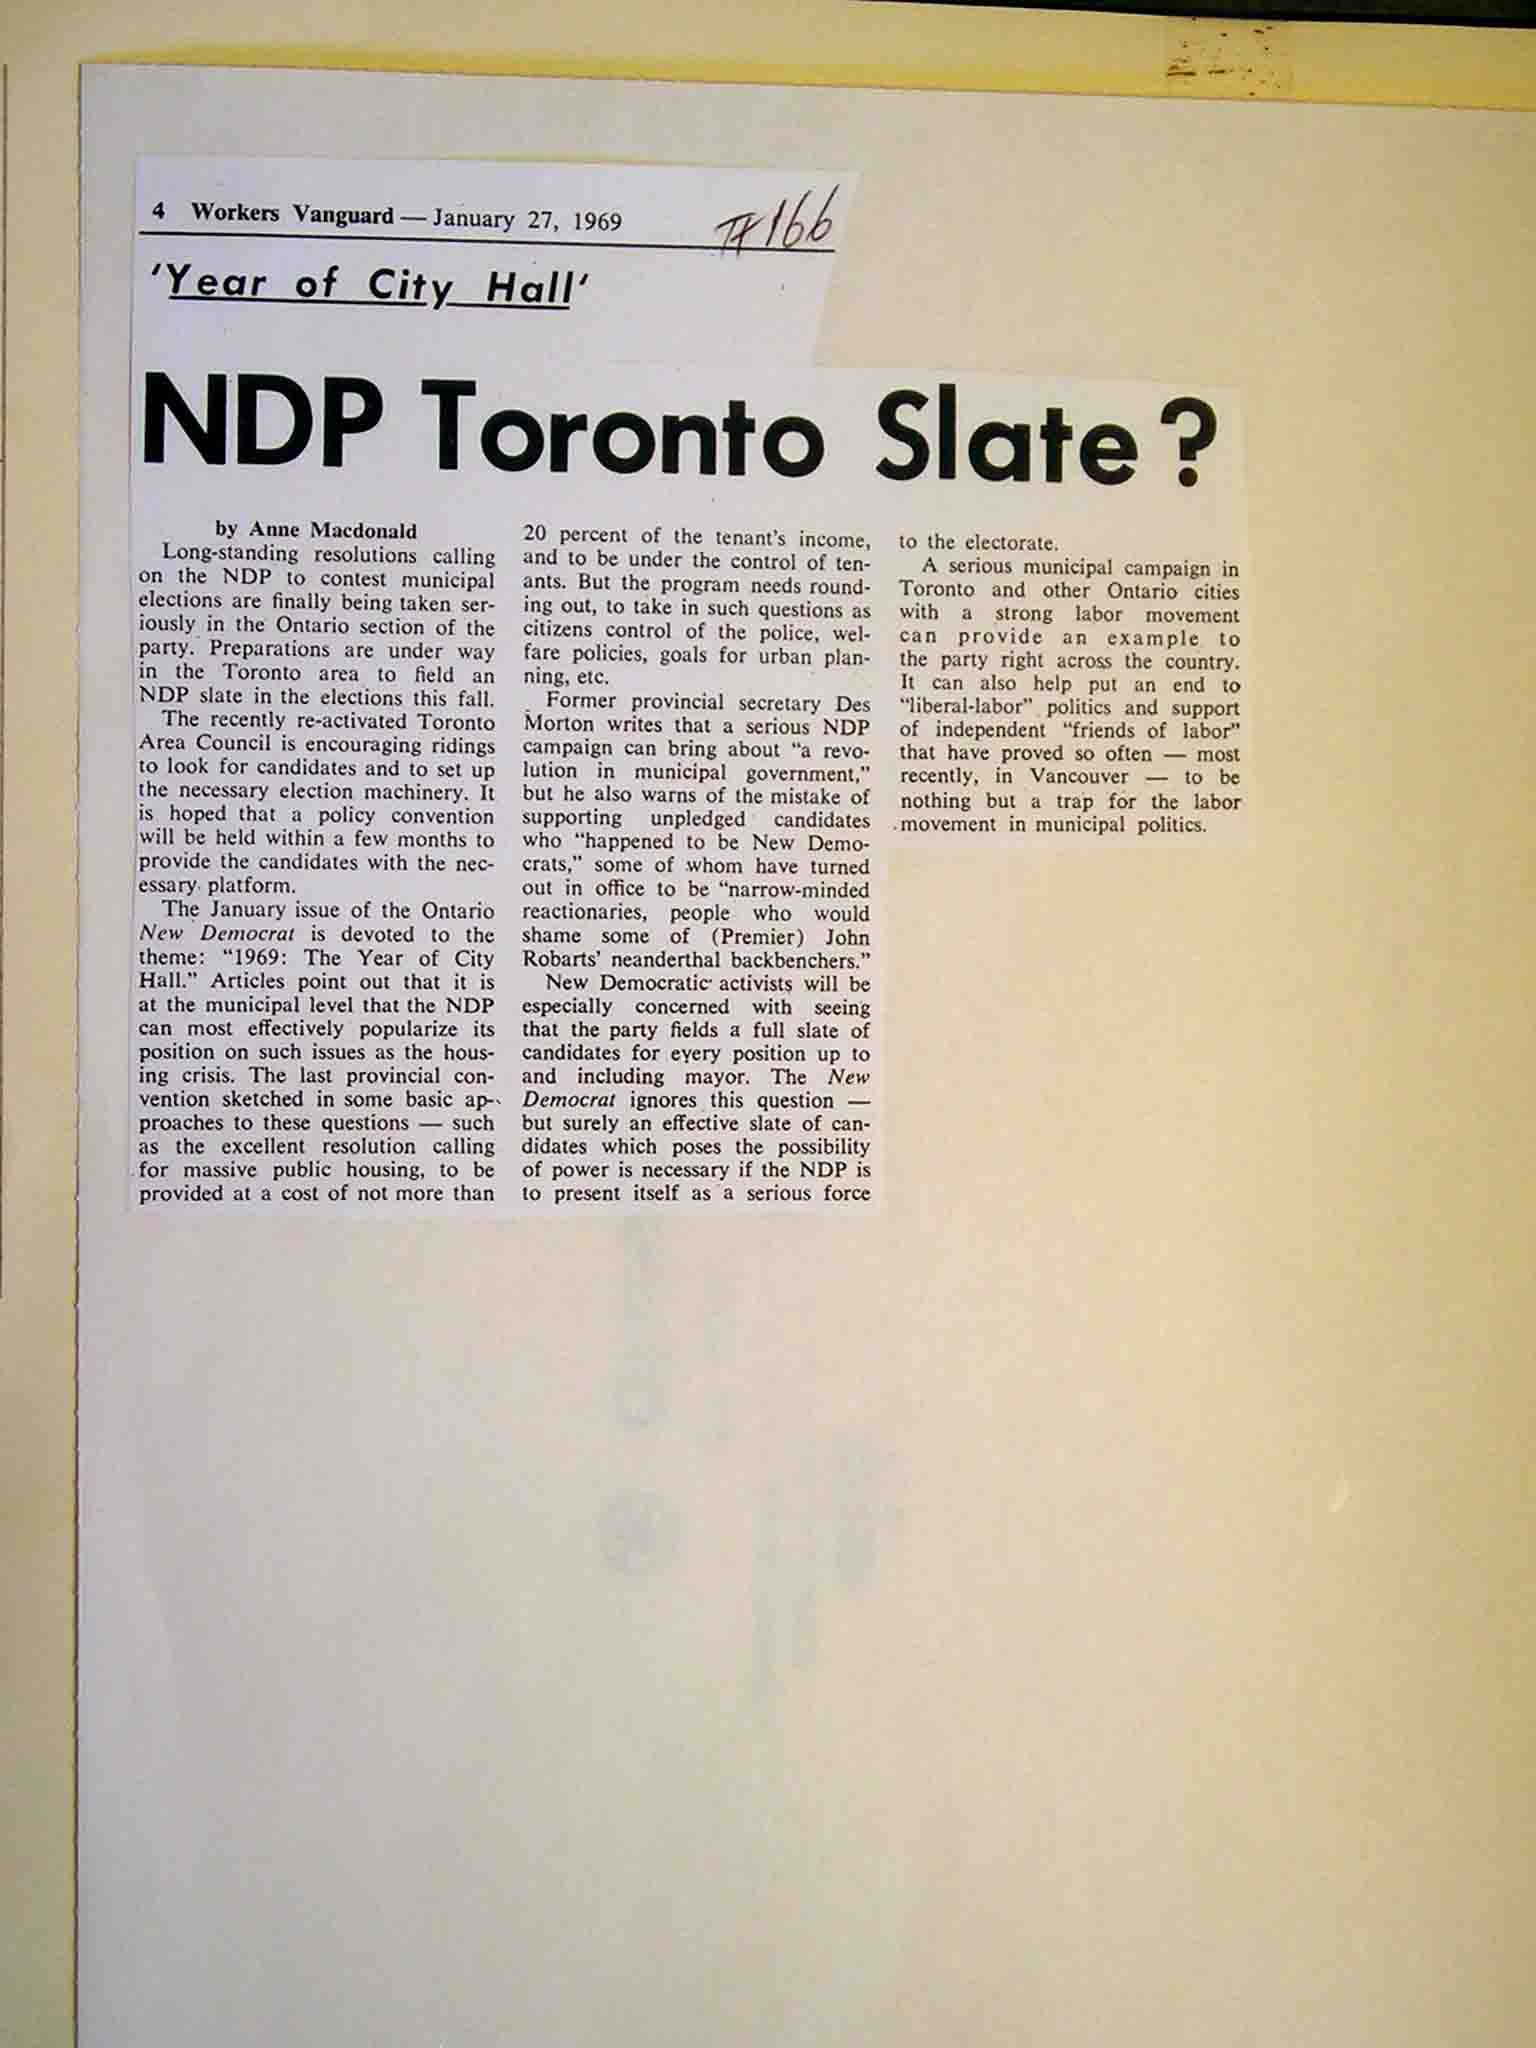 4 Workers Vanguard — January 27, 1969
#166
'Year of City Hall'
NDP Toronto Slate?
by Anne Macdonald
Long-standing resolutions calling
on the NDP to contest municipal
elections are finally being taken ser-
iously in the Ontario section of the
party. Preparations are under way
in the Toronto area to field an
NDP slate in the elections this fall.
The recently re-activated Toronto
Area Council is encouraging ridings
to look for candidates and to set up
the necessary election machinery. It
is hoped that a policy convention
will be held within a few months to
provide the candidates with the nec-
essary platform.
The January issue of the Ontario
New Democrat is devoted to the
theme: “1969: The Year of City
Hall.” Articles point out that it is
at the municipal level that the NDP
can most effectively popularize its
position on such issues as the hous-
ing crisis. The last provincial con-
vention sketched in some basic ap-
proaches to these questions — such
as the excellent resolution calling
for massive public housing, to be
provided at a cost of not more than
20 percent of the tenant's income,
and to be under the control of ten-
ants. But the program needs round-
ing out, to take in such questions as
citizens control of the police, wel-
fare policies, goals for urban plan-
ning, etc.
Former provincial secretary Des
Morton writes that a serious NDP
campaign can bring about “a revo-
lution in municipal government,”
but he also warns of the mistake of
supporting unpledged candidates
who “happened to be New Demo-
crats,” some of whom have turned
out in office to be “narrow-minded
reactionaries, people who would
shame some of (Premier) John
Robarts' neanderthal backbenchers.”
New Democratic activists will be
especially concerned with seeing
that the party fields a full slate of
candidates for every position up to
and including mayor. The New
Democrat ignores this question —
but surely an effective slate of can-
didates which poses the possibility
of power is necessary if the NDP is
to present itself as a serious force
to the electorate.
A serious municipal campaign in
Toronto and other Ontario cities
with a strong labor movement
can provide an example to
the party right across the country.
It can also help put an end to
“liberal-labor” politics and support
of independent “friends of labor”
that have proved so often — most
recently, in Vancouver — to be
nothing but a trap for the labor
movement in municipal politics.